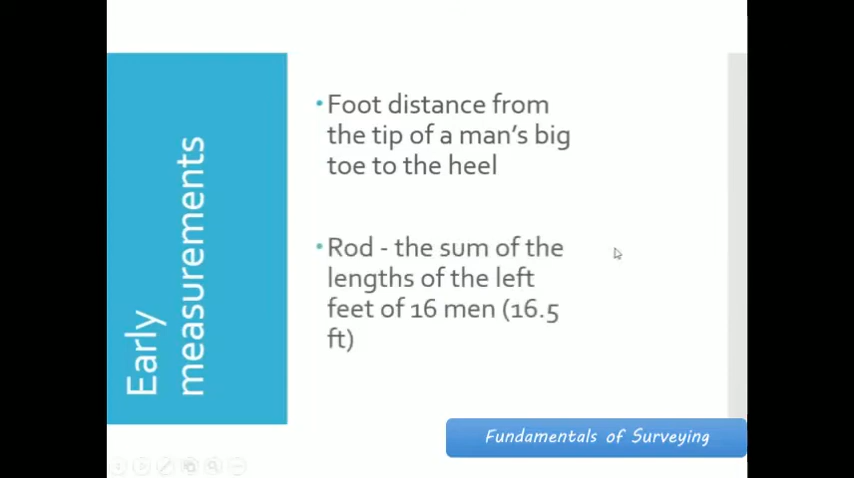 Early
measurements
• Foot distance from
the tip of a man's big
toe to the heel
• Rod - the sum of the
lengths of the left
feet of 16 men (16.5
ft)
Fundamentals of Surveying